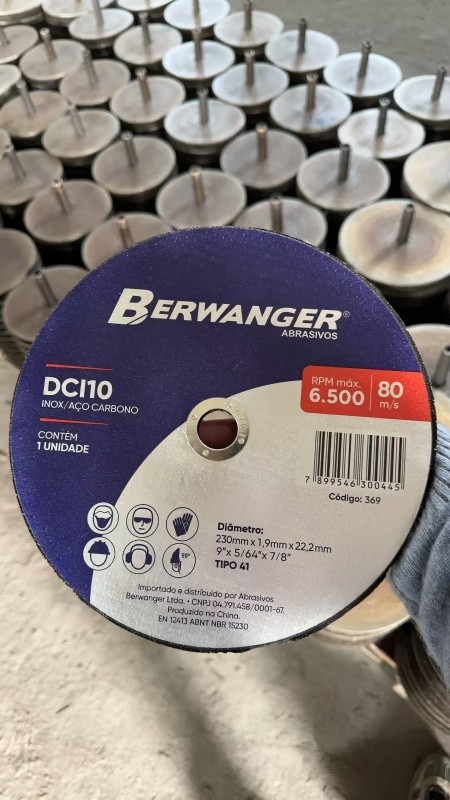 BERWANGER®
ABRASIVOS
DCI10
INOX/AÇO CARBONO
CONTÉM
1 UNIDADE
RPM máx.
6.500
80
m/s
7 899546 300445
Código: 369
90°
Diâmetro:
230mm x 1,9mm x 22,2mm
9"x 5/64"x 7/8"
TIPO 41
Importado e distribuído por Abrasivos
Berwanger Ltda. • CNPJ 04.791.458/0001-67.
Produzido na China.
EN 12413 ABNT NBR 15230